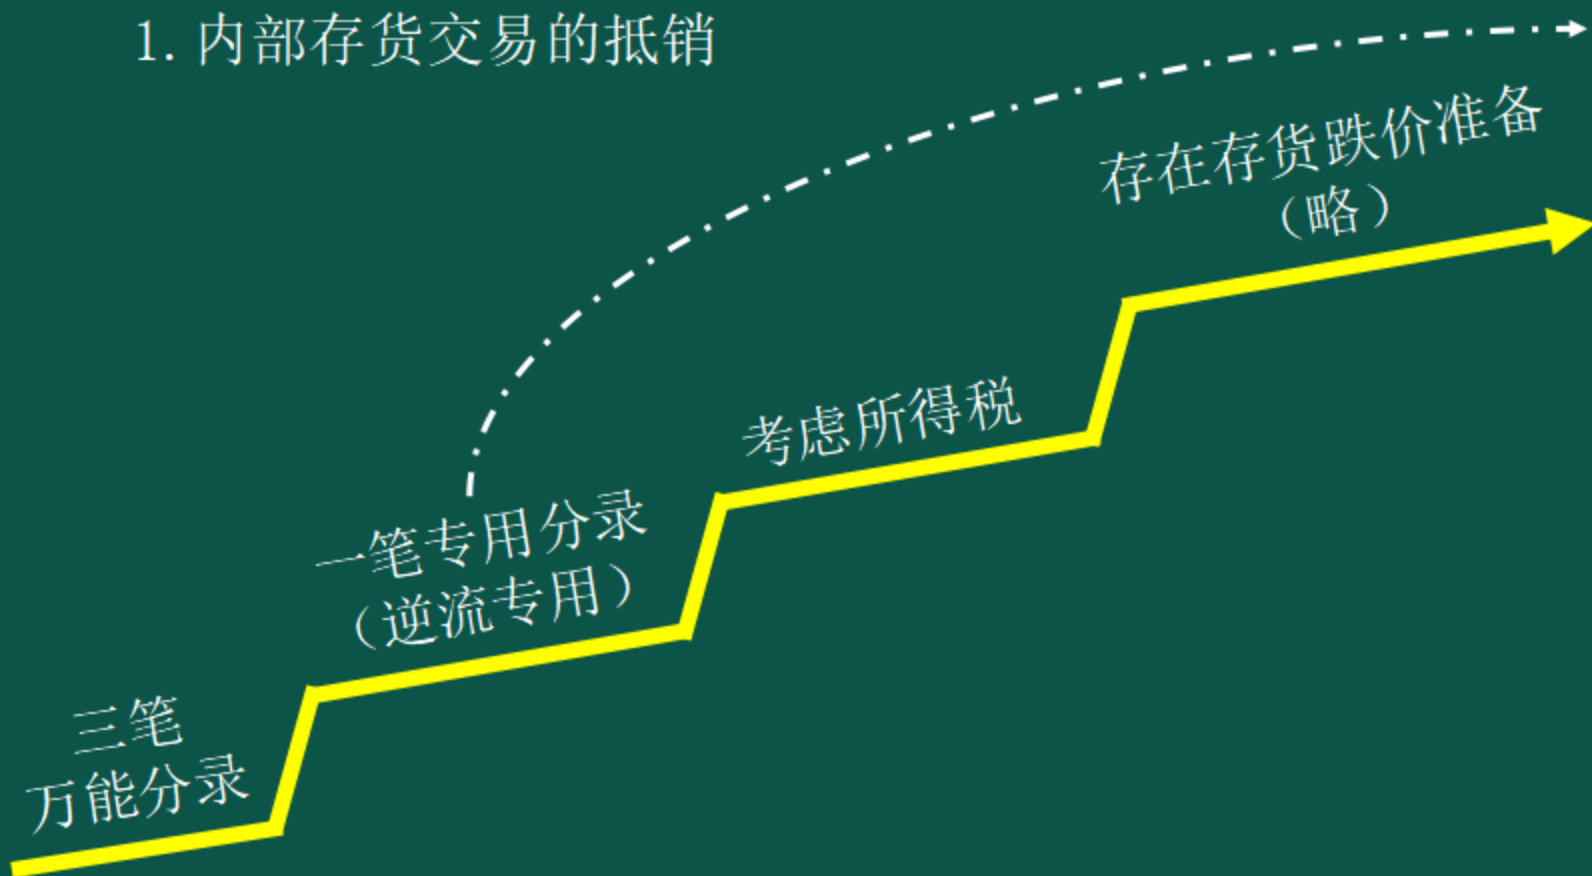 1. 内部存货交易的抵销
存在存货跌价准备
（略）
考虑所得税
一笔专用分录
（逆流专用）
三笔
万能分录